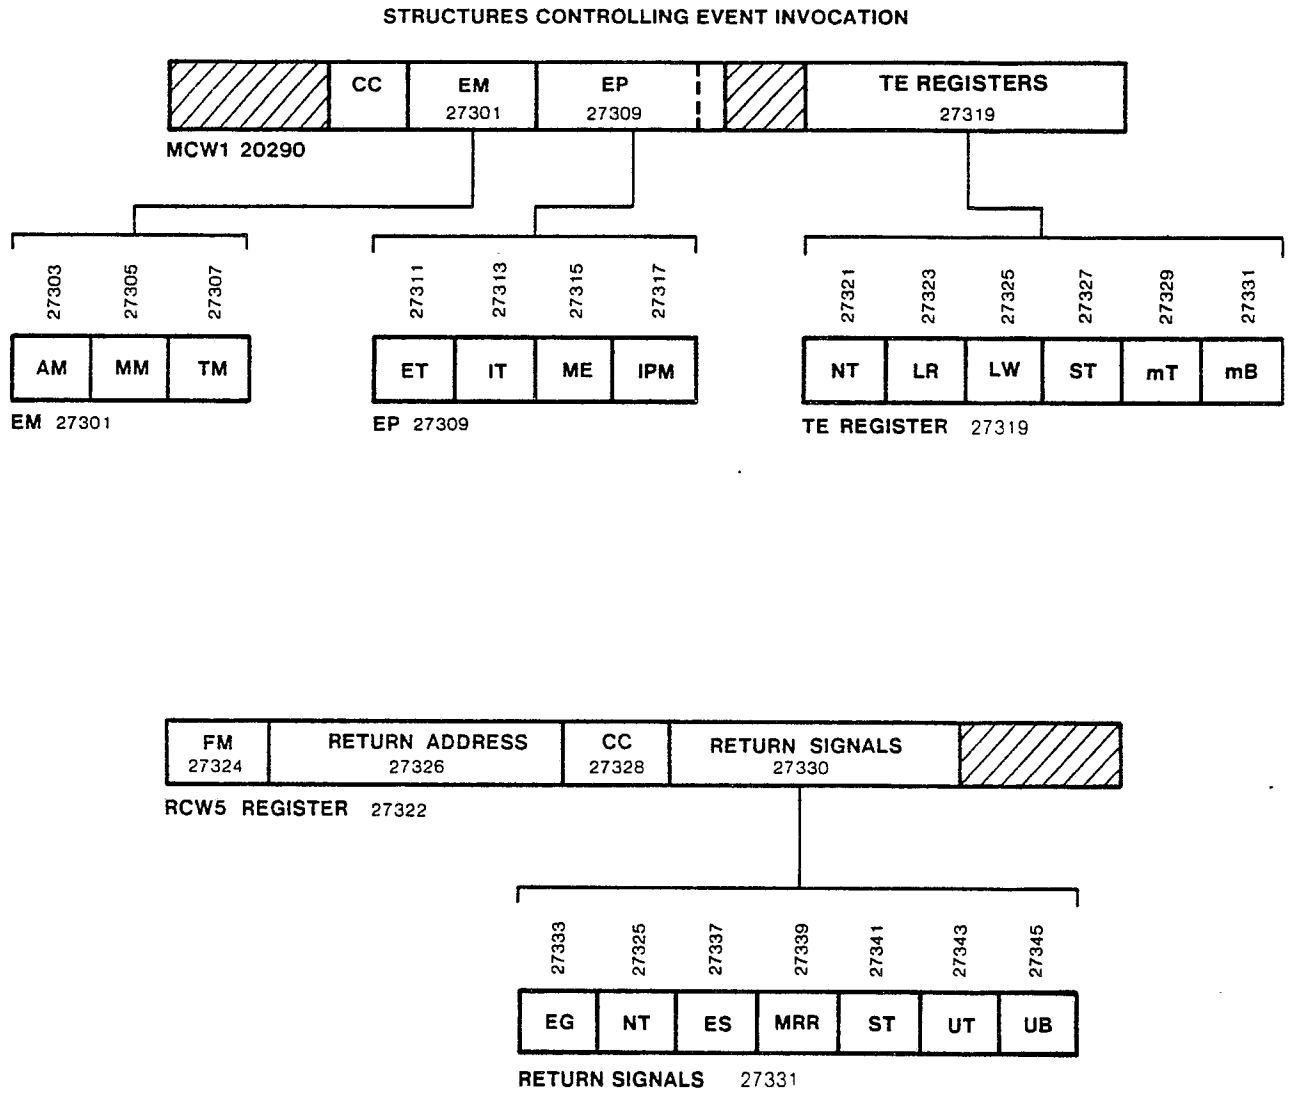 STRUCTURES CONTROLLING EVENT INVOCATION
CC EM EP TE REGISTERS
27301 27309 27319
MCW1 20290
27303 27305 27307 27311 27313 27315 27317 27321 27323 27325 27327 27329 27331
AM MM TM ET IT ME IPM NT LR LW ST mT mB
EM 27301 EP 27309 TE REGISTER 27319
FM RETURN ADDRESS CC RETURN SIGNALS
27324 27326 27328 27330
RCW5 REGISTER 27322
27333 27325 27337 27339 27341 27343 27345
EG NT ES MRR ST UT UB
RETURN SIGNALS 27331